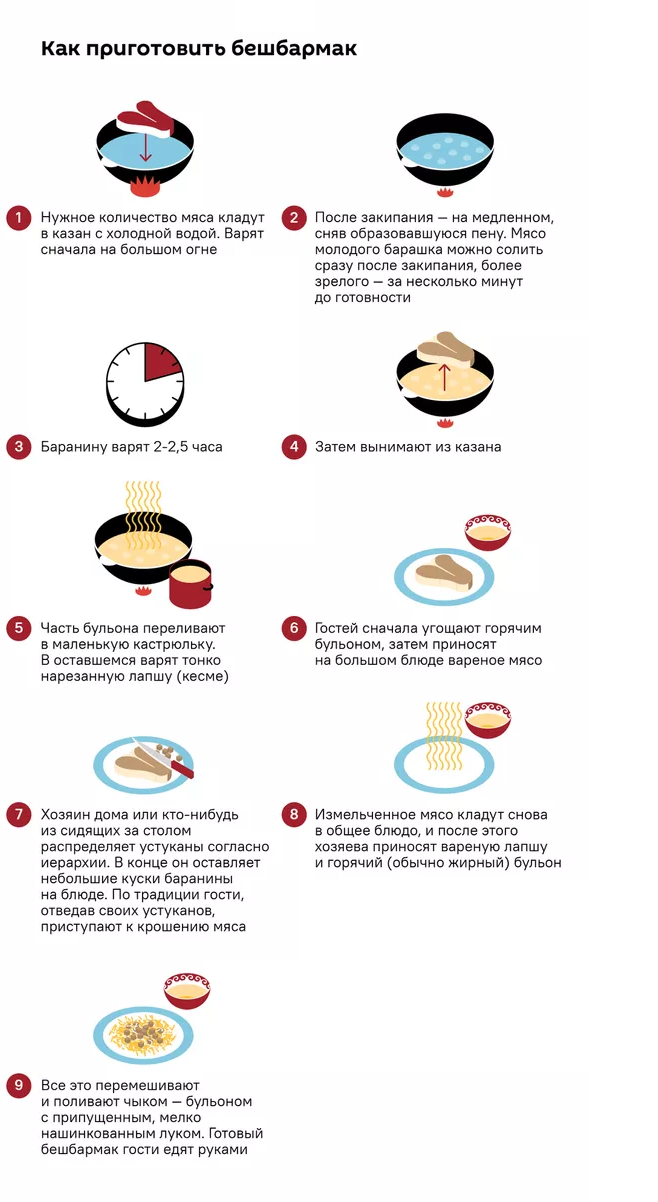 Как приготовить бешбармак
1
Нужное количество мяса кладут
в казан с холодной водой. Варят
сначала на большом огне
2
После закипания — на медленном,
сняв образовавшуюся пену. Мясо
молодого барашка можно солить
сразу после закипания, более
зрелого — за несколько минут
до готовности
3
Баранину варят 2-2,5 часа
4
Затем вынимают из казана
5
Часть бульона переливают
в маленькую кастрюльку.
В оставшемся варят тонко
нарезанную лапшу (кесме)
6
Гостей сначала угощают горячим
бульоном, затем приносят
на большом блюде вареное мясо
7
Хозяин дома или кто-нибудь
из сидящих за столом
распределяет устуканы согласно
иерархии. В конце он оставляет
небольшие куски баранины
на блюде. По традиции гости,
отведав своих устуканов,
приступают к крошению мяса
8
Измельченное мясо кладут снова
в общее блюдо, и после этого
хозяева приносят вареную лапшу
и горячий (обычно жирный) бульон
9
Все это перемешивают
и поливают чыком — бульоном
с припущенным, мелко
нашинкованным луком. Готовый
бешбармак гости едят руками